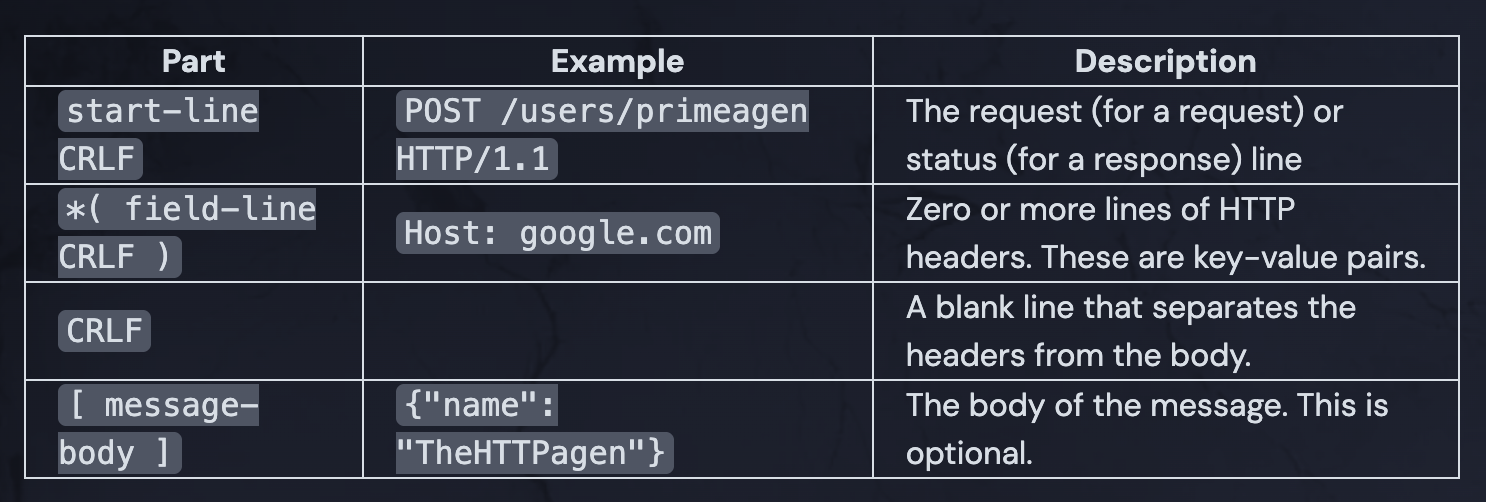 Part Example Description
start-line POST /users/primeagen The request (for a request) or
CRLF HTTP/1.1 status (for a response) line
*( field-line Host: google.com Zero or more lines of HTTP
CRLF ) headers. These are key-value pairs.
CRLF A blank line that separates the
headers from the body.
[ message- {"name": The body of the message. This is
body ] "TheHTTPagen"} optional.